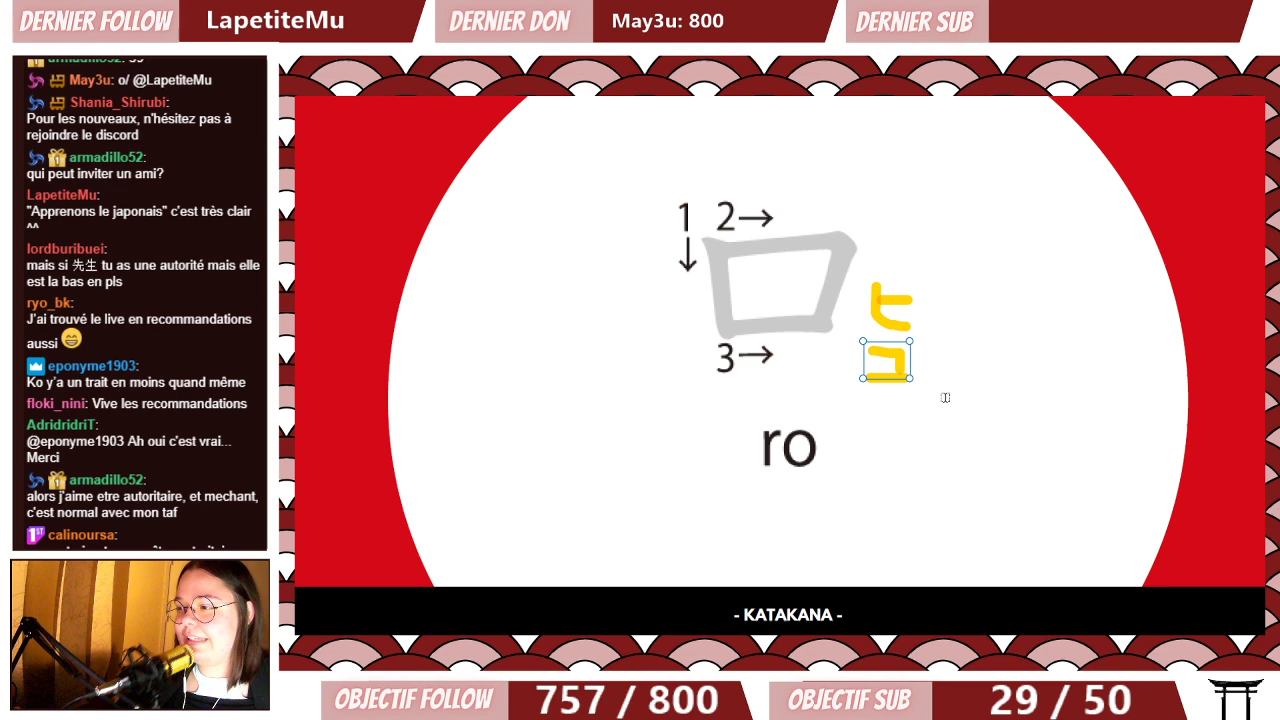 DERNIER FOLLOW
LapetiteMu
DERNIER DON
May3u: 800
DERNIER SUB
May3u: o/ @LapetiteMu
Shania_Shirubi:
Pour les nouveaux, n'hésitez pas à
rejoindre le discord
armadillo52:
qui peut inviter un ami?
LapetiteMu:
"Apprenons le japonais" c'est très clair
^^
lordburibuei:
mais si 先生 tu as une autorité mais elle
est la bas en pls
ryo_bk:
J'ai trouvé le live en recommandations
aussi
eponyme1903:
Ko y'a un trait en moins quand même
floki_nini: Vive les recommandations
AdridridriT:
@eponyme1903 Ah oui c'est vrai...
Merci
armadillo52:
alors j'aime etre autoritaire, et mechant,
c'est normal avec mon taf
1ST calinoursa:
1 2→
↓
ロ
3→
ヒ
コ
ro
- KATAKANA -
OBJECTIF FOLLOW
757 / 800
OBJECTIF SUB
29 / 50